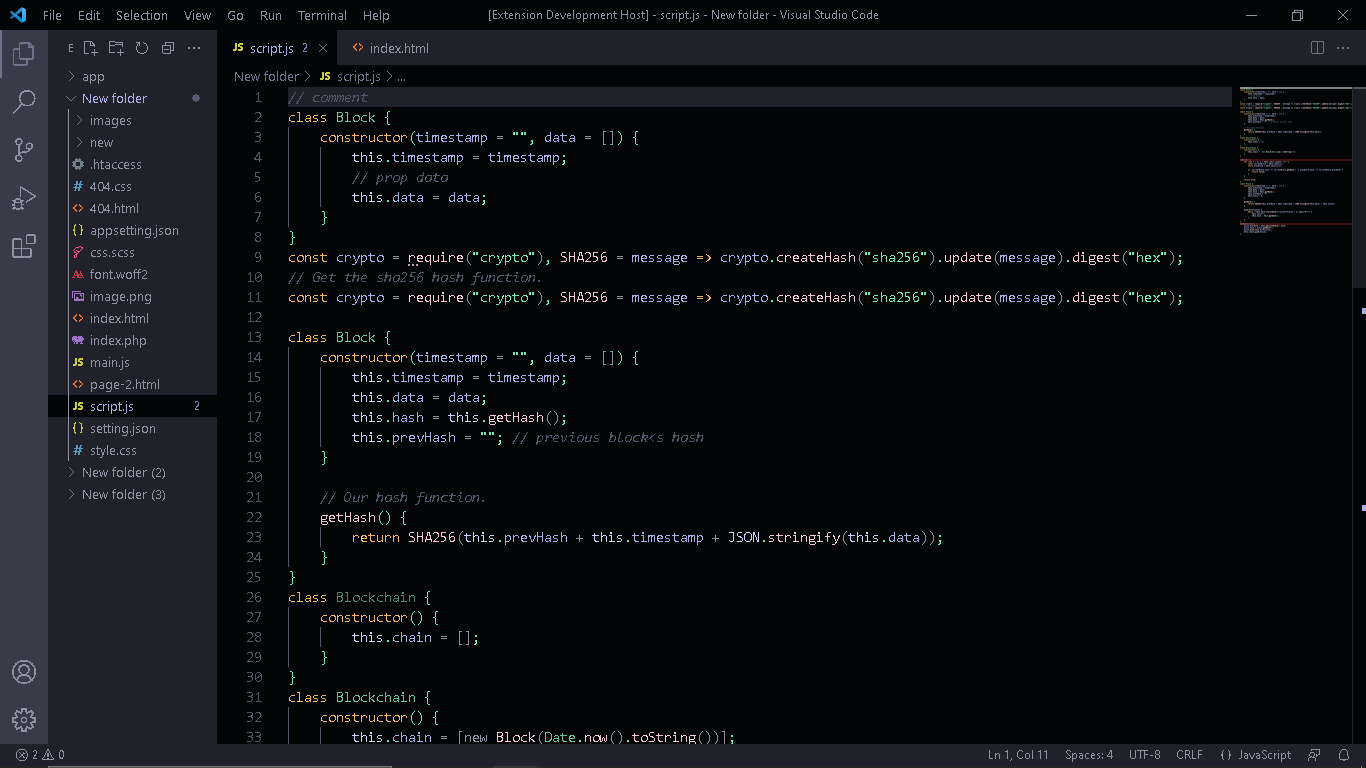 File Edit Selection View Go Run Terminal Help [Extension Development Host] - script.js - New folder - Visual Studio Code
E
JS script.js 2 × <> index.html
New folder > JS script.js > ...
app
New folder
images
new
.htaccess
# 404.css
<> 404.html
{} appsetting.json
css.scss
font.woff2
image.png
<> index.html
index.php
JS main.js
<> page-2.html
JS script.js 2
{} setting.json
# style.css
New folder (2)
New folder (3)
1 // comment
2 class Block {
3     constructor(timestamp = "", data = []) {
4         this.timestamp = timestamp;
5         // prop data
6         this.data = data;
7     }
8 }
9 const crypto = require("crypto"), SHA256 = message => crypto.createHash("sha256").update(message).digest("hex");
10 // Get the sha256 hash function.
11 const crypto = require("crypto"), SHA256 = message => crypto.createHash("sha256").update(message).digest("hex");
12
13 class Block {
14     constructor(timestamp = "", data = []) {
15         this.timestamp = timestamp;
16         this.data = data;
17         this.hash = this.getHash();
18         this.prevHash = ""; // previous block<s hash
19     }
20
21     // Our hash function.
22     getHash() {
23         return SHA256(this.prevHash + this.timestamp + JSON.stringify(this.data));
24     }
25 }
26 class Blockchain {
27     constructor() {
28         this.chain = [];
29     }
30 }
31 class Blockchain {
32     constructor() {
33         this.chain = [new Block(Date.now().toString())];
2 0 Ln 1, Col 11 Spaces: 4 UTF-8 CRLF {} JavaScript